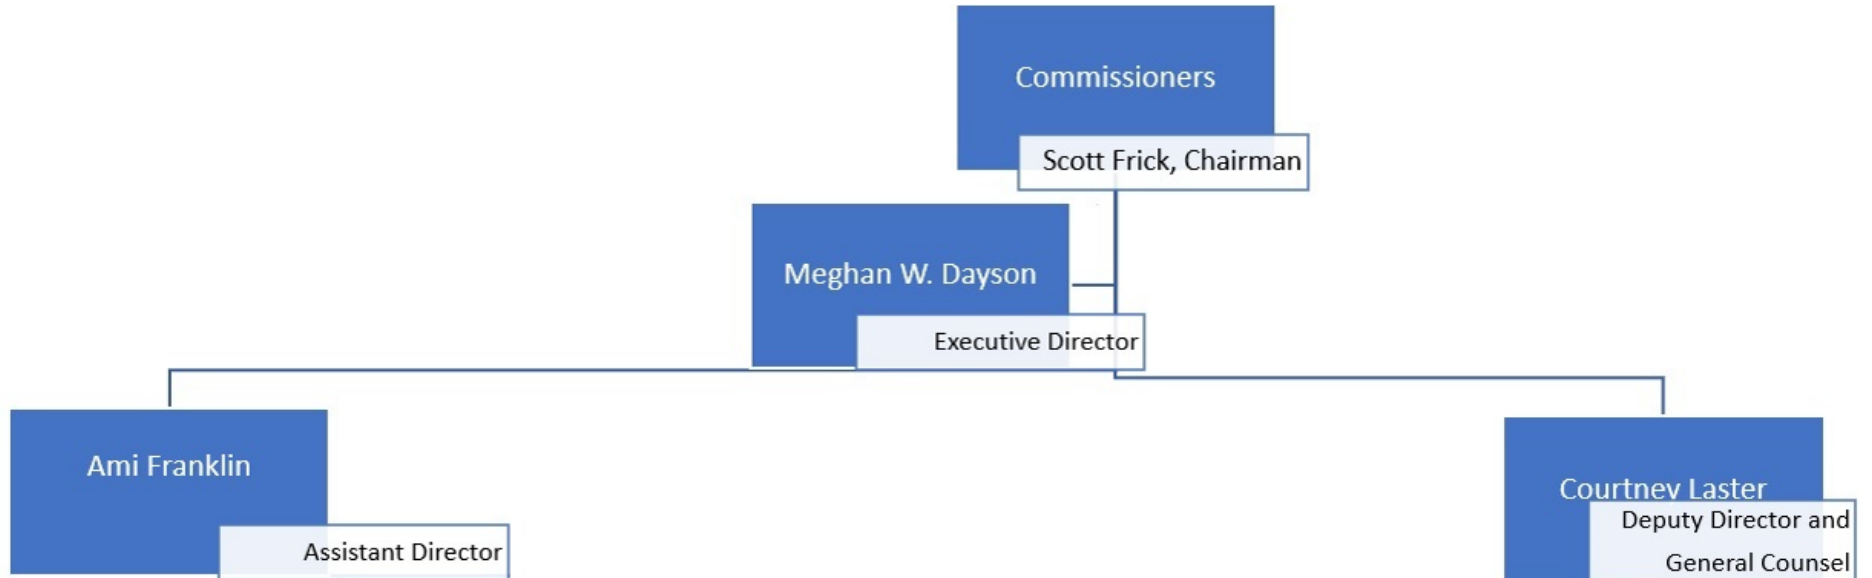 Commissioners
Scott Frick, Chairman
Meghan W. Dayson
Executive Director
Ami Franklin
Assistant Director
Courtney Laster
Deputy Director and
General Counsel